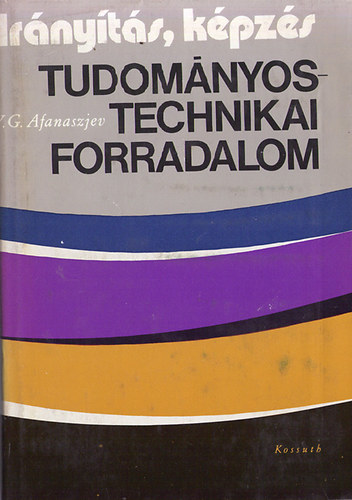 Irányítás, képzés
TUDOMÁNYOS-
V.G. Afanaszjev
TECHNIKAI
FORRADALOM
Kossuth